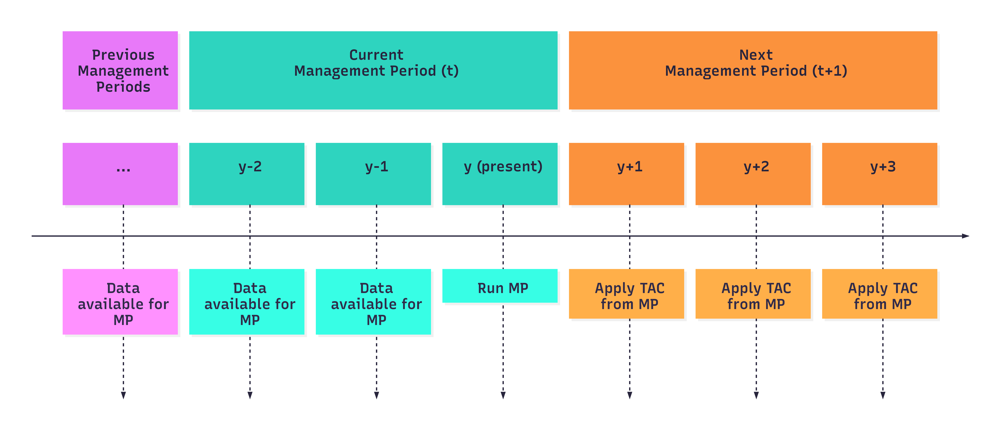 Previous
Management
Periods
Current
Management Period (t)
Next
Management Period (t+1)
...
y-2
y-1
y (present)
y+1
y+2
y+3
Data
available for
MP
Data
available for
MP
Data
available for
MP
Run MP
Apply TAC
from MP
Apply TAC
from MP
Apply TAC
from MP